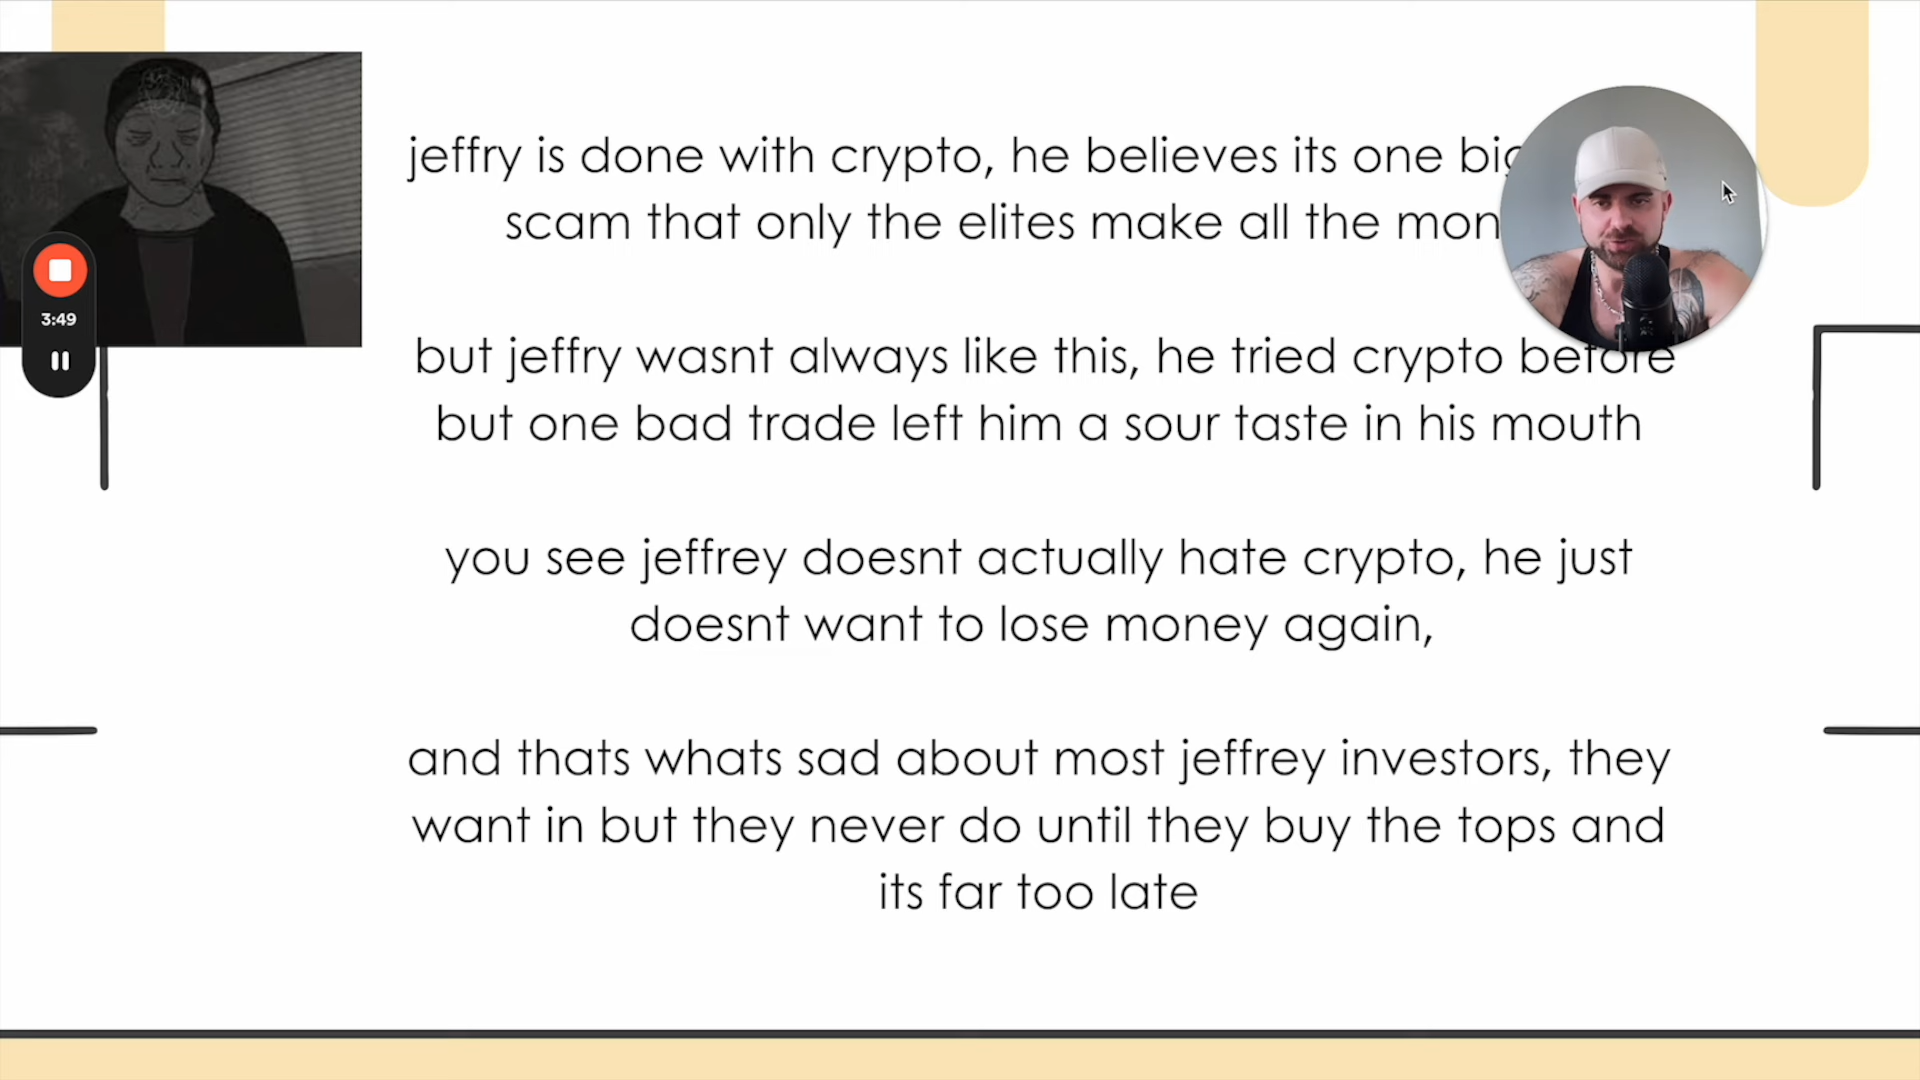 jeffry is done with crypto, he believes its one big
scam that only the elites make all the
but jeffry wasnt always like this, he tried crypto before
but one bad trade left him a sour taste in his mouth
you see jeffrey doesnt actually hate crypto, he just
doesnt want to lose money again,
and thats whats sad about most jeffrey investors, they
want in but they never do until they buy the tops and
its far too late
3:49